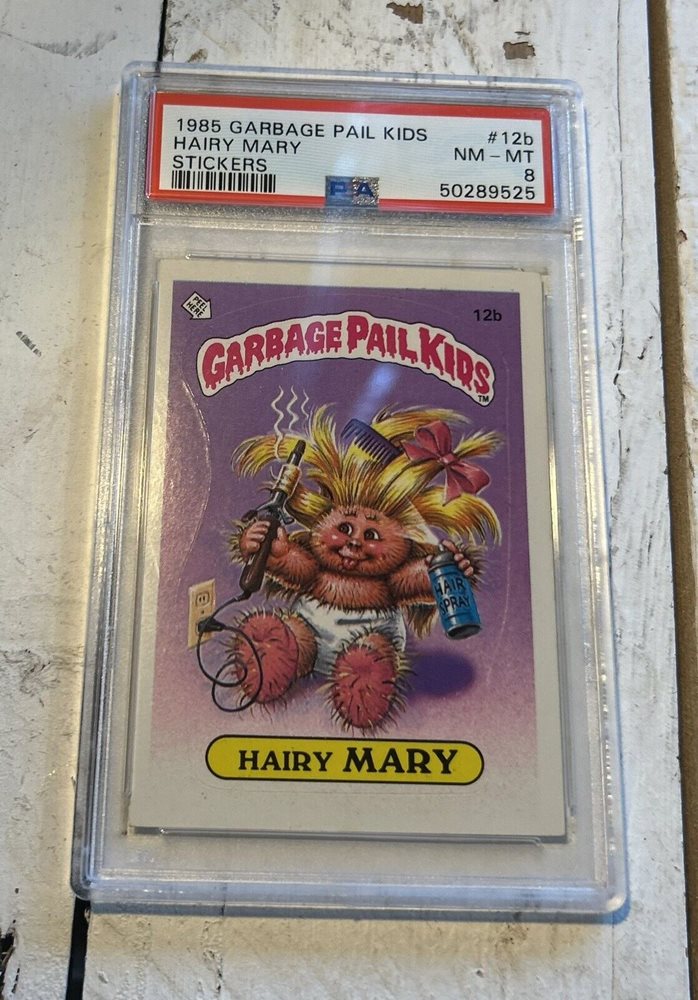 1985 GARBAGE PAIL KIDS #12b
HAIRY MARY NM - MT
STICKERS 8
PSA 50289525
PEEL HERE
12b
GARBAGE PAIL KIDS
TM
HAIR
SPRAY
HAIRY MARY